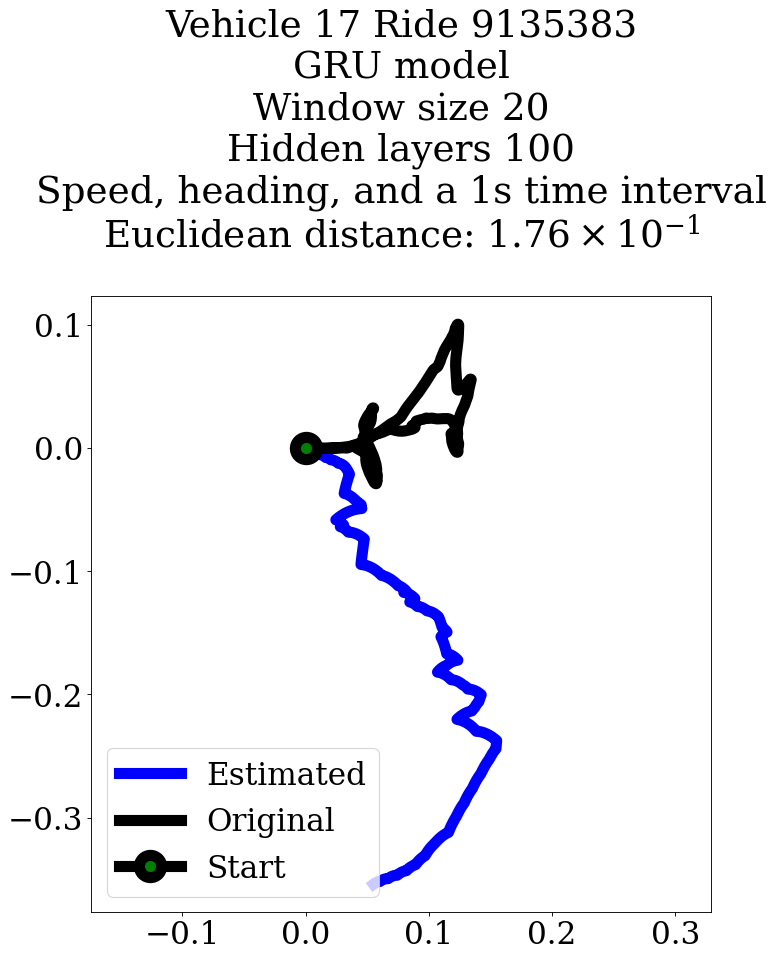 Vehicle 17 Ride 9135383
GRU model
Window size 20
Hidden layers 100
Speed, heading, and a 1s time interval
Euclidean distance: 1.76 × 10⁻¹
0.1
0.0
−0.1
−0.2
−0.3
Estimated
Original
Start
−0.1 0.0 0.1 0.2 0.3